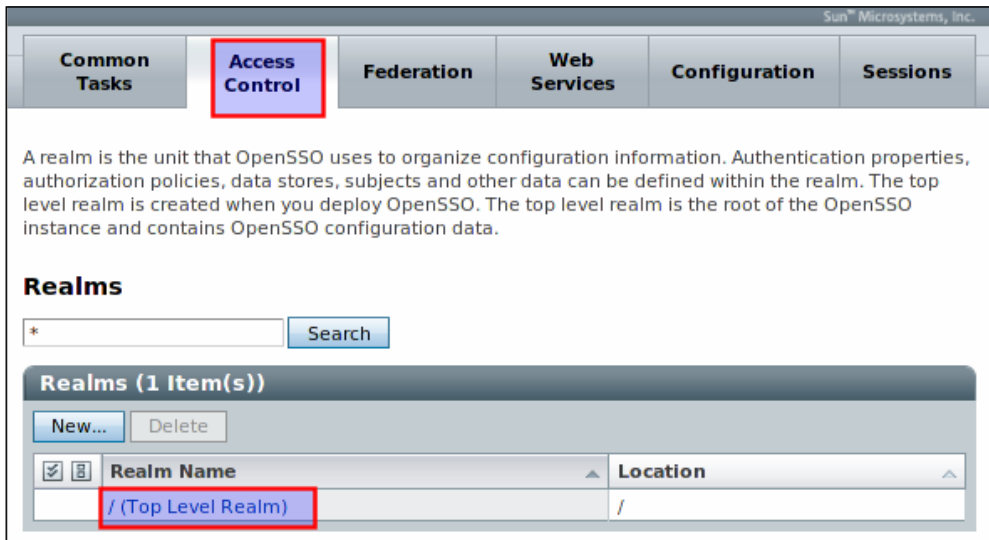 Sun™ Microsystems, Inc.
Common Tasks
Access Control
Federation
Web Services
Configuration
Sessions
A realm is the unit that OpenSSO uses to organize configuration information. Authentication properties,
authorization policies, data stores, subjects and other data can be defined within the realm. The top
level realm is created when you deploy OpenSSO. The top level realm is the root of the OpenSSO
instance and contains OpenSSO configuration data.
Realms
*
Search
Realms (1 Item(s))
New...
Delete
Realm Name
Location
/ (Top Level Realm)
/